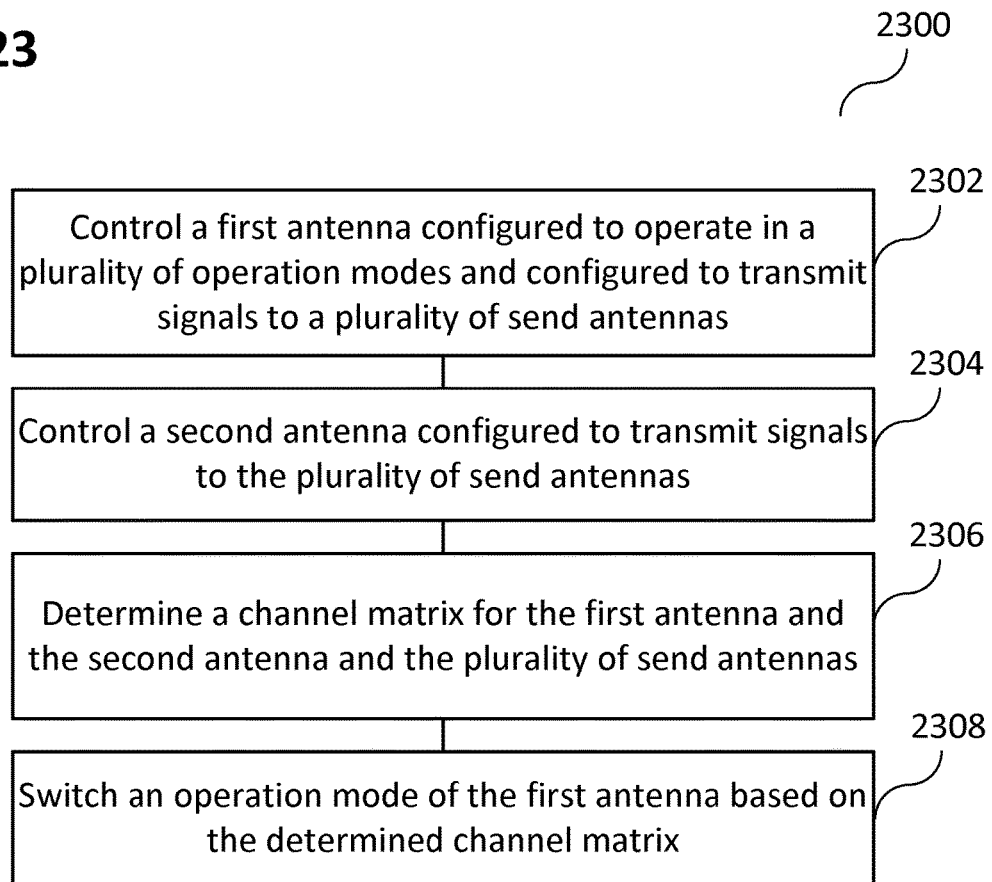 23
2300
2302
Control a first antenna configured to operate in a
plurality of operation modes and configured to transmit
signals to a plurality of send antennas
2304
Control a second antenna configured to transmit signals
to the plurality of send antennas
2306
Determine a channel matrix for the first antenna and
the second antenna and the plurality of send antennas
2308
Switch an operation mode of the first antenna based on
the determined channel matrix